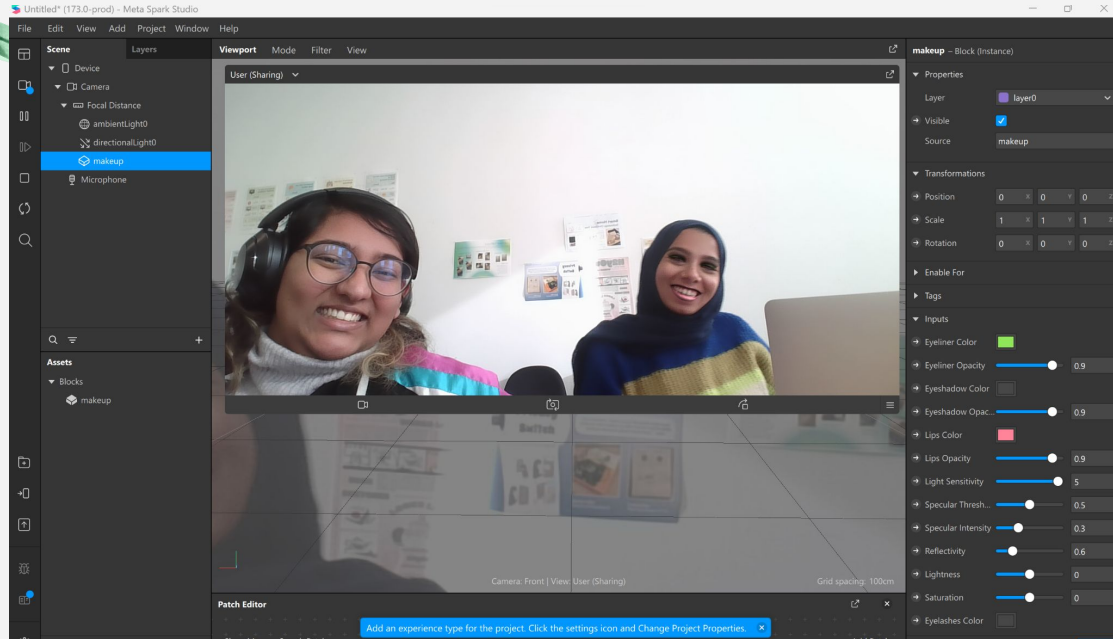 Untitled* (173.0-prod) - Meta Spark Studio
File Edit View Add Project Window Help
Scene Layers
Device
Camera
Focal Distance
ambientLight0
directionalLight0
makeup
Microphone
Assets
Blocks
makeup
Viewport Mode Filter View
User (Sharing)
Button
Camera: Front | View: User (Sharing)
Grid spacing: 100cm
Patch Editor
Add an experience type for the project. Click the settings icon and Change Project Properties.
makeup – Block (Instance)
Properties
Layer layer0
Visible
Source makeup
Transformations
Position 0 X 0 Y 0 Z
Scale 1 X 1 Y 1 Z
Rotation 0 X 0 Y 0 Z
Enable For
Tags
Inputs
Eyeliner Color
Eyeliner Opacity 0.9
Eyeshadow Color
Eyeshadow Opac... 0.9
Lips Color
Lips Opacity 0.9
Light Sensitivity 5
Specular Thresh... 0.5
Specular Intensity 0.3
Reflectivity 0.6
Lightness 0
Saturation 0
Eyelashes Color